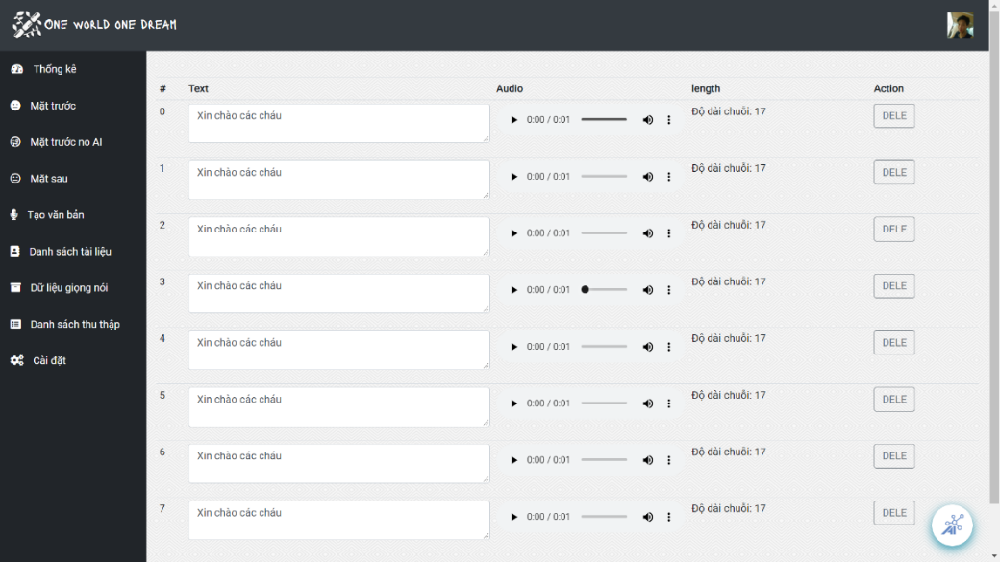 ONE WORLD ONE DREAM
Thống kê
Mặt trước
Mặt trước no AI
Mặt sau
Tạo văn bản
Danh sách tài liệu
Dữ liệu giọng nói
Danh sách thu thập
Cài đặt
# Text Audio length Action
0 Xin chào các cháu 0:00 / 0:01 Độ dài chuỗi: 17 DELE
1 Xin chào các cháu 0:00 / 0:01 Độ dài chuỗi: 17 DELE
2 Xin chào các cháu 0:00 / 0:01 Độ dài chuỗi: 17 DELE
3 Xin chào các cháu 0:00 / 0:01 Độ dài chuỗi: 17 DELE
4 Xin chào các cháu 0:00 / 0:01 Độ dài chuỗi: 17 DELE
5 Xin chào các cháu 0:00 / 0:01 Độ dài chuỗi: 17 DELE
6 Xin chào các cháu 0:00 / 0:01 Độ dài chuỗi: 17 DELE
7 Xin chào các cháu 0:00 / 0:01 Độ dài chuỗi: 17 DELE
AI